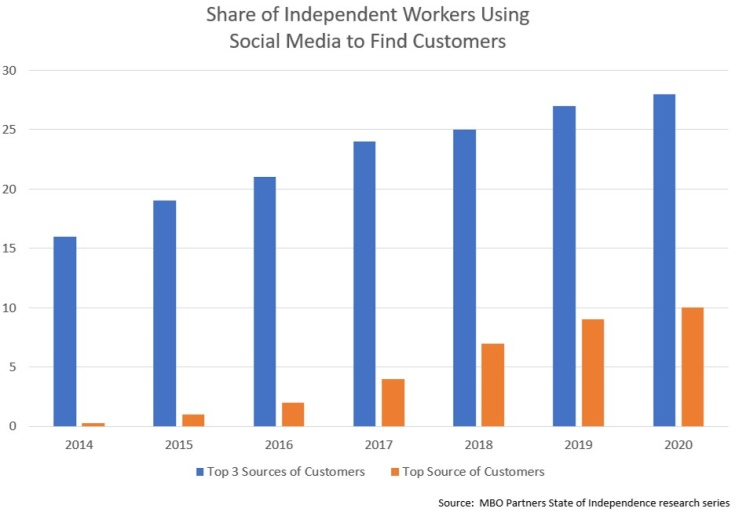 Share of Independent Workers Using
Social Media to Find Customers
30
25
20
15
10
5
0
2014 2015 2016 2017 2018 2019 2020
Top 3 Sources of Customers Top Source of Customers
Source: MBO Partners State of Independence research series